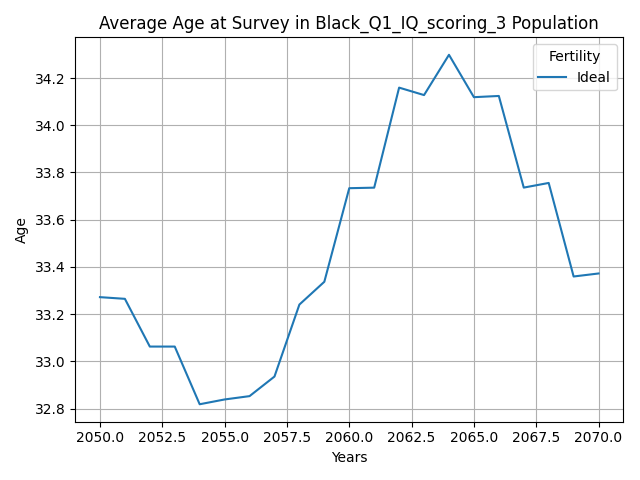 Average Age at Survey in Black_Q1_IQ_scoring_3 Population
Fertility
Ideal
34.2
34.0
33.8
33.6
33.4
33.2
33.0
32.8
Age
2050.0 2052.5 2055.0 2057.5 2060.0 2062.5 2065.0 2067.5 2070.0
Years